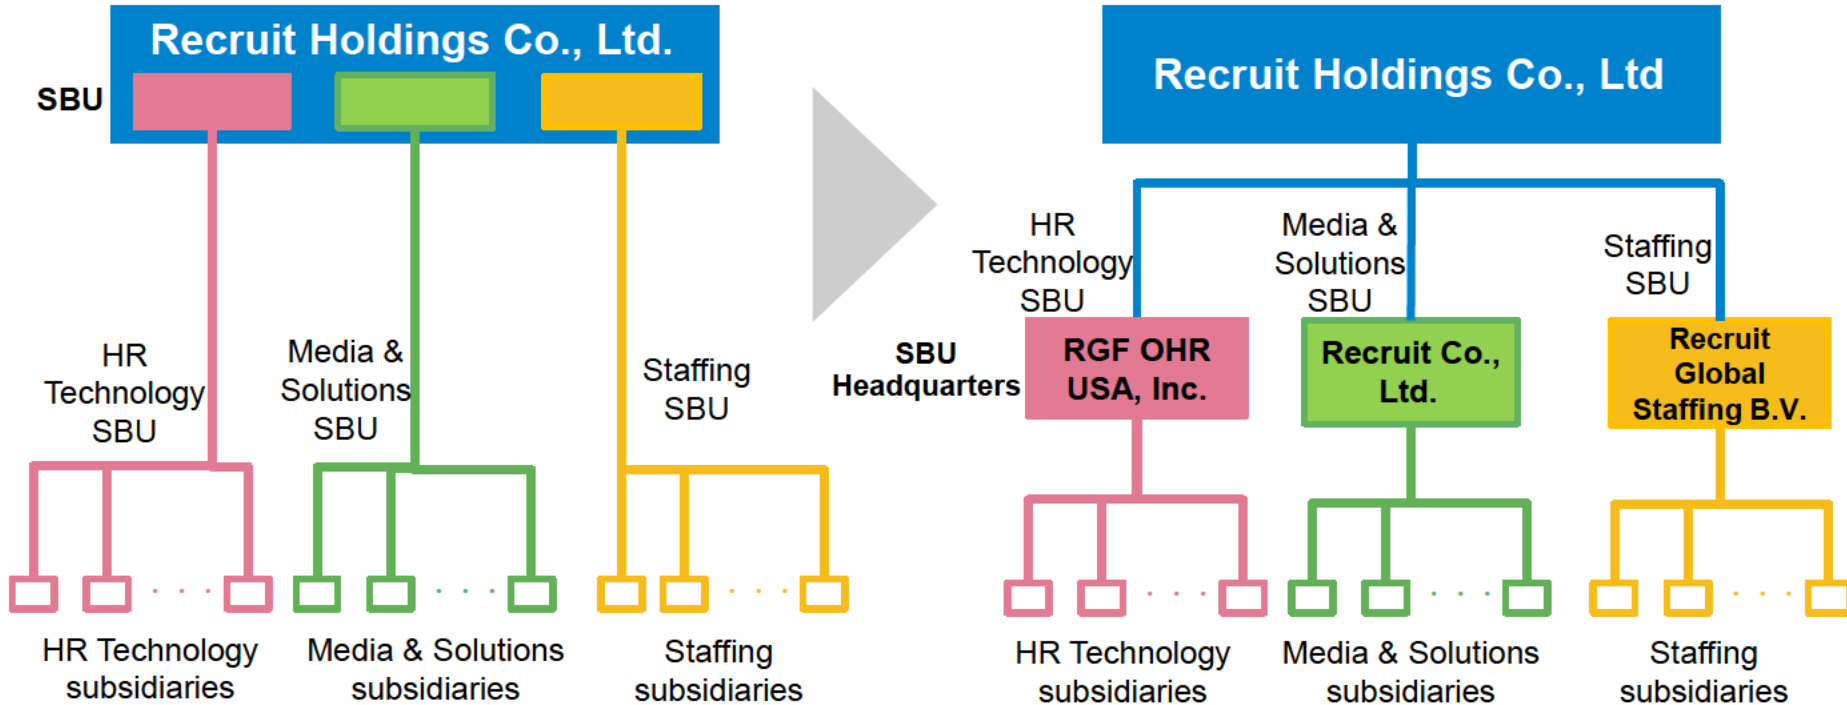 Recruit Holdings Co., Ltd.
SBU
HR
Technology
SBU
Media &
Solutions
SBU
Staffing
SBU
HR Technology
subsidiaries
Media & Solutions
subsidiaries
Staffing
subsidiaries
Recruit Holdings Co., Ltd
HR
Technology
SBU
Media &
Solutions
SBU
Staffing
SBU
SBU
Headquarters
RGF OHR
USA, Inc.
Recruit Co.,
Ltd.
Recruit
Global
Staffing B.V.
HR Technology
subsidiaries
Media & Solutions
subsidiaries
Staffing
subsidiaries